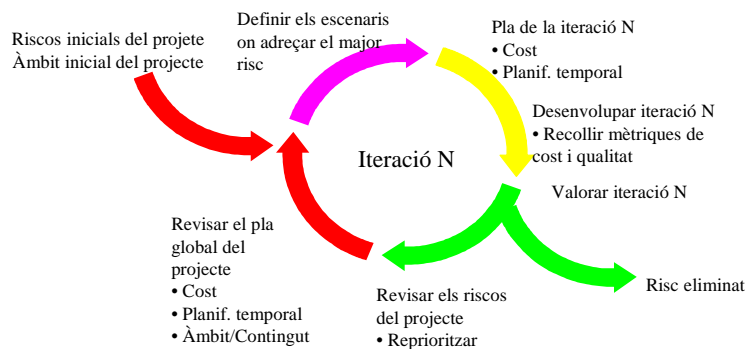 Riscos inicials del projete
Àmbit inicial del projecte
Definir els escenaris
on adreçar el major
risc
Pla de la iteració N
• Cost
• Planif. temporal
Desenvolupar iteració N
• Recollir mètriques de
cost i qualitat
Iteració N
Valorar iteració N
Revisar el pla
global del
projecte
• Cost
• Planif. temporal
• Àmbit/Contingut
Revisar els riscos
del projecte
• Reprioritzar
Risc eliminat